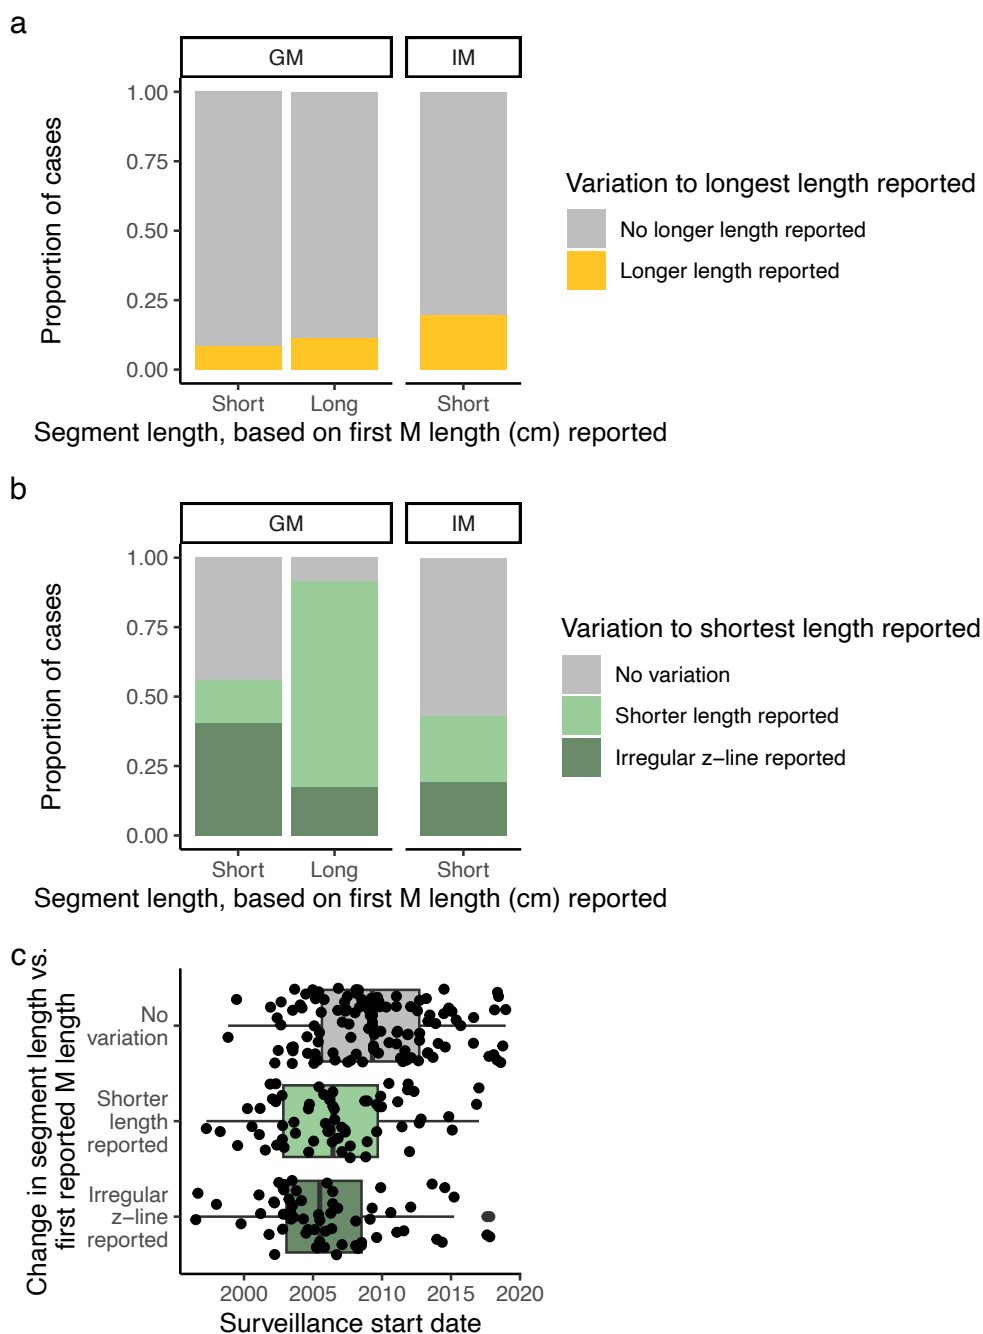 a
GM IM
1.00
0.75
0.50
0.25
0.00
Proportion of cases
Short Long Short
Segment length, based on first M length (cm) reported
Variation to longest length reported
No longer length reported
Longer length reported
b
GM IM
1.00
0.75
0.50
0.25
0.00
Proportion of cases
Short Long Short
Segment length, based on first M length (cm) reported
Variation to shortest length reported
No variation
Shorter length reported
Irregular z−line reported
c
Change in segment length vs.
first reported M length
No
variation
Shorter
length
reported
Irregular
z−line
reported
2000 2005 2010 2015 2020
Surveillance start date